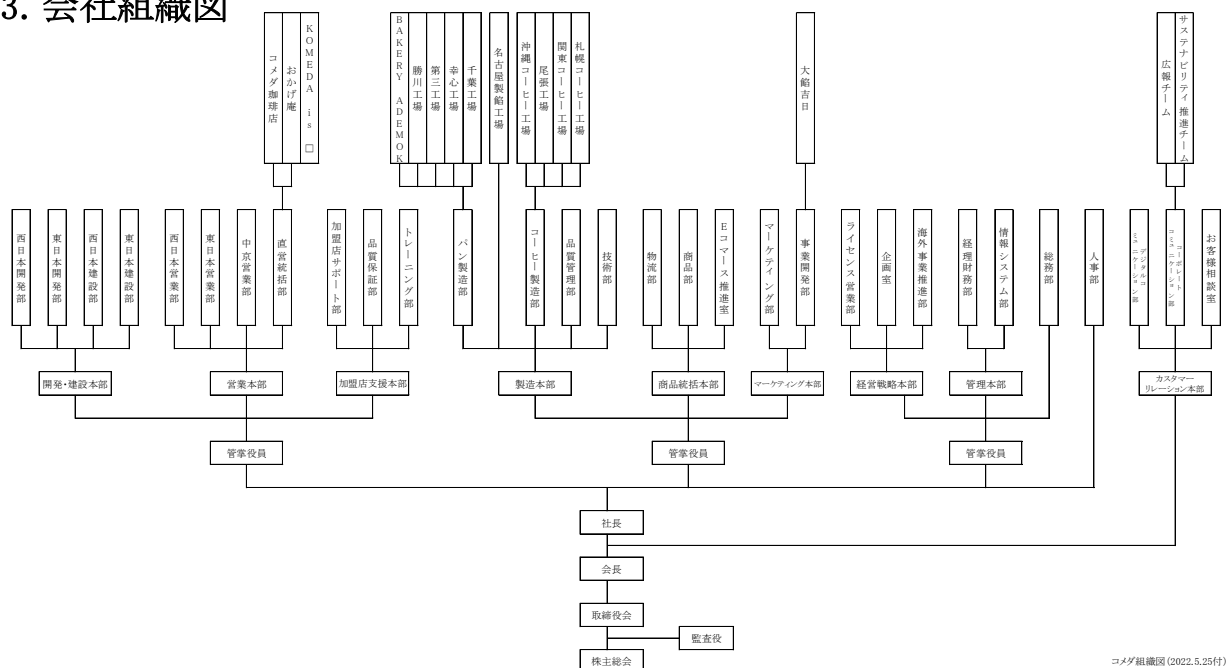 3. 会社組織図
コメダ珈琲店
おかげ庵
KOMEDA is □
BAKERY ADEMOK
勝川工場
第三工場
幸心工場
千葉工場
名古屋製餡工場
沖縄コーヒー工場
尾張工場
関東コーヒー工場
札幌コーヒー工場
大餡吉日
広報チーム
サステナビリティ推進チーム
西日本開発部
東日本開発部
西日本建設部
東日本建設部
西日本営業部
東日本営業部
中京営業部
直営統括部
加盟店サポート部
品質保証部
トレーニング部
パン製造部
コーヒー製造部
品質管理部
技術部
物流部
商品部
Eコマース推進室
マーケティング部
事業開発部
ライセンス営業部
企画室
海外事業推進部
経理財務部
情報システム部
総務部
人事部
デジタルコ
ミュニケーション部
コーポレート
コミュニケーション部
お客様相談室
開発・建設本部
営業本部
加盟店支援本部
製造本部
商品統括本部
マーケティング本部
経営戦略本部
管理本部
カスタマー
リレーション本部
管掌役員
管掌役員
管掌役員
社長
会長
取締役会
監査役
株主総会
コメダ組織図(2022.5.25付)